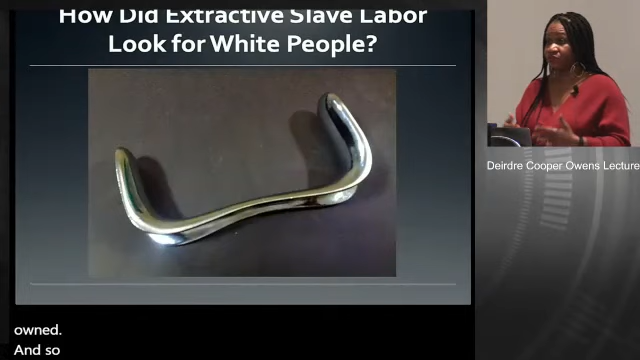 How Did Extractive Slave Labor
Look for White People?
Deirdre Cooper Owens Lecture
owned.
And so